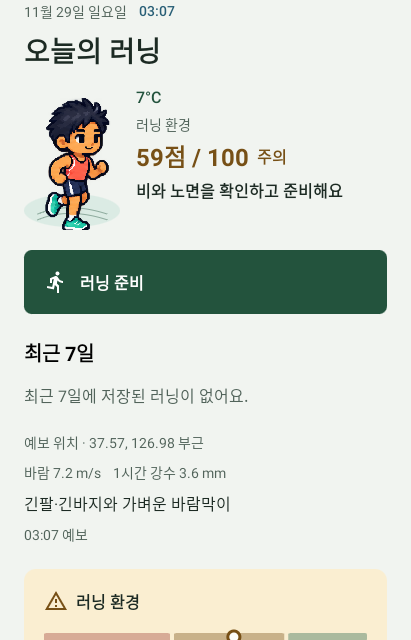 11월 29일 일요일 03:07
오늘의 러닝
7°C
러닝 환경
59점 / 100 주의
비와 노면을 확인하고 준비해요
러닝 준비
최근 7일
최근 7일에 저장된 러닝이 없어요.
예보 위치 · 37.57, 126.98 부근
바람 7.2 m/s 1시간 강수 3.6 mm
긴팔·긴바지와 가벼운 바람막이
03:07 예보
러닝 환경